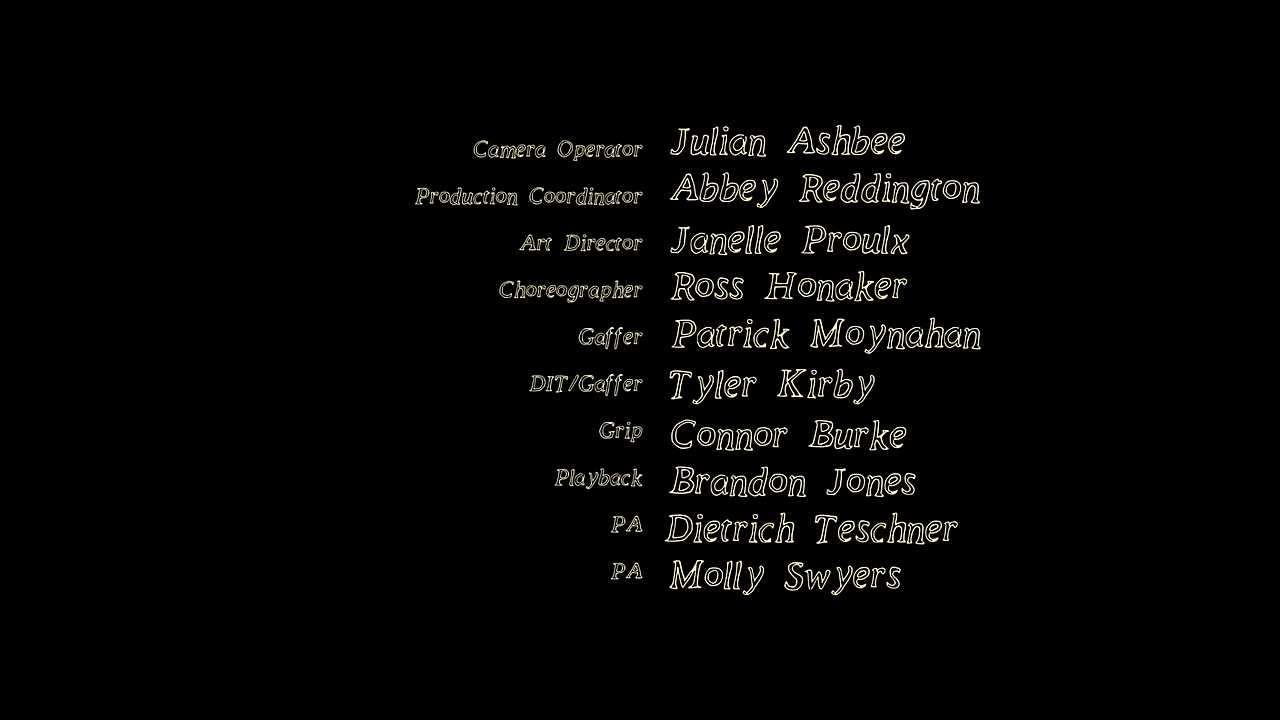 Camera Operator Julian Ashbee
Production Coordinator Abbey Reddington
Art Director Janelle Proulx
Choreographer Ross Honaker
Gaffer Patrick Moynahan
DIT/Gaffer Tyler Kirby
Grip Connor Burke
Playback Brandon Jones
PA Dietrich Teschner
PA Molly Swyers